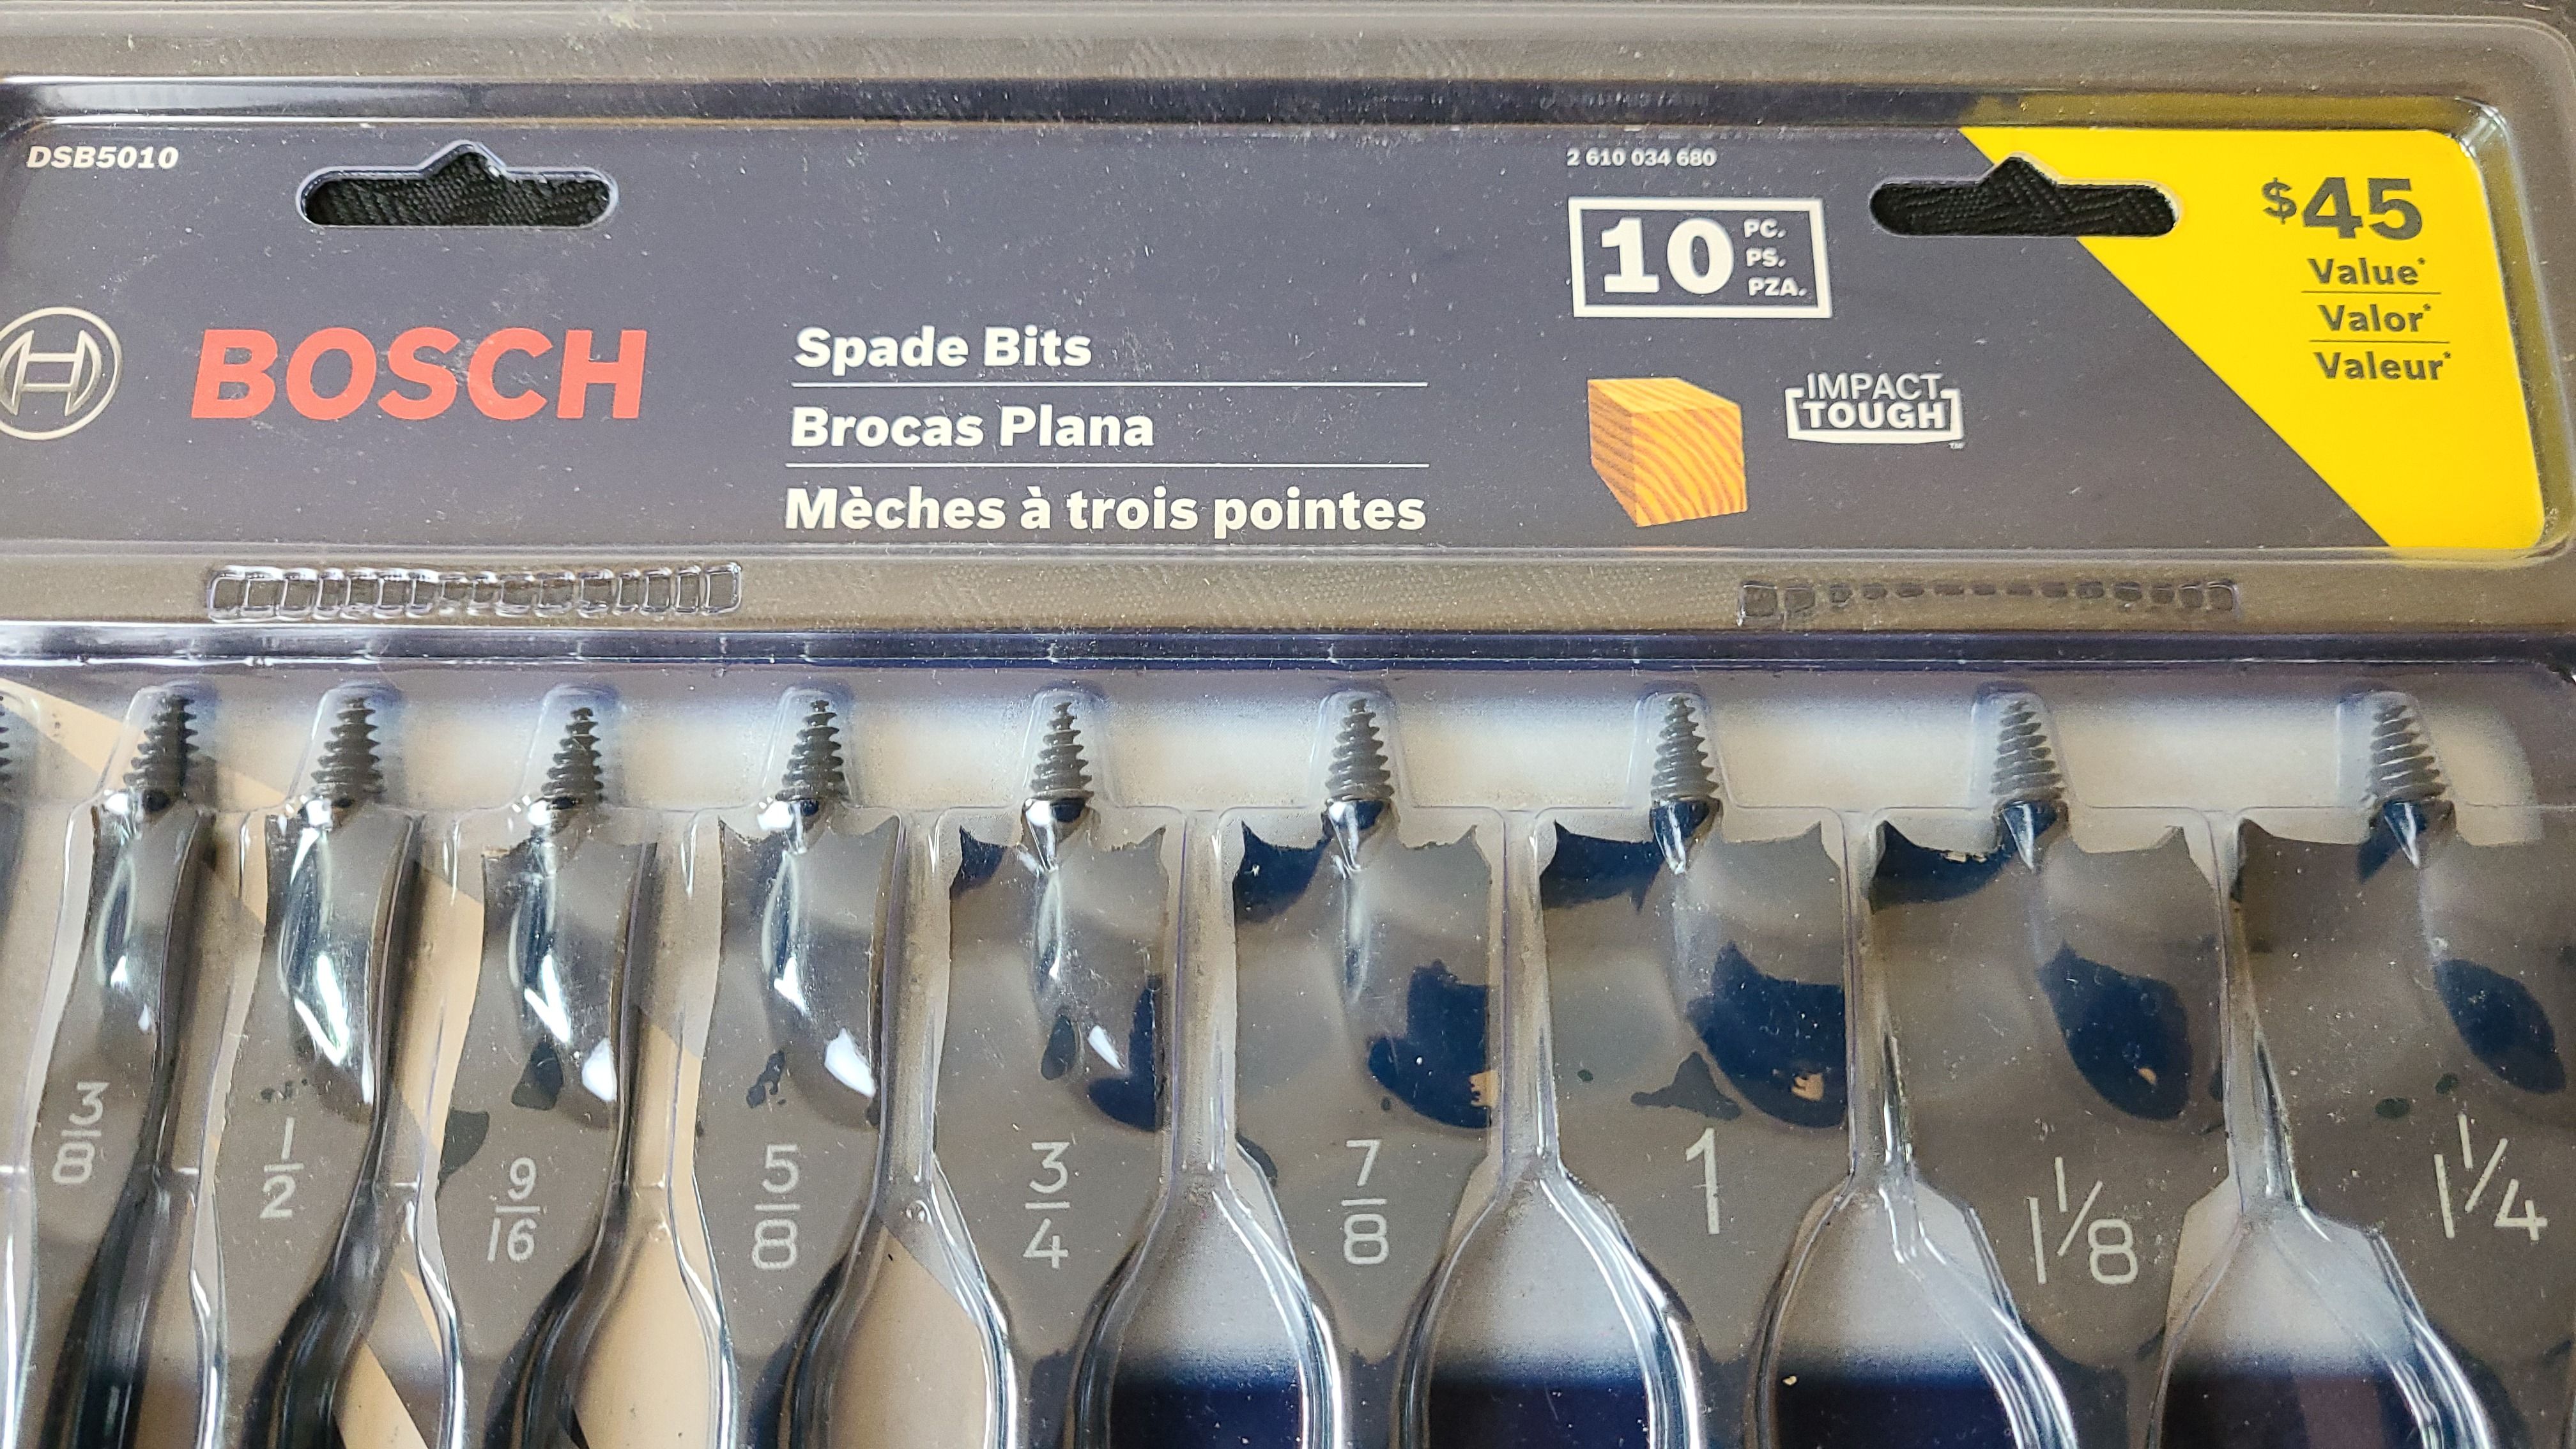 DSB5010
2 610 034 680
10 PC.
PS.
PZA.
$45
Value*
Valor*
Valeur*
BOSCH
Spade Bits
Brocas Plana
Mèches à trois pointes
IMPACT
TOUGH™
3/8
1/2
9/16
5/8
3/4
7/8
1
1 1/8
1 1/4